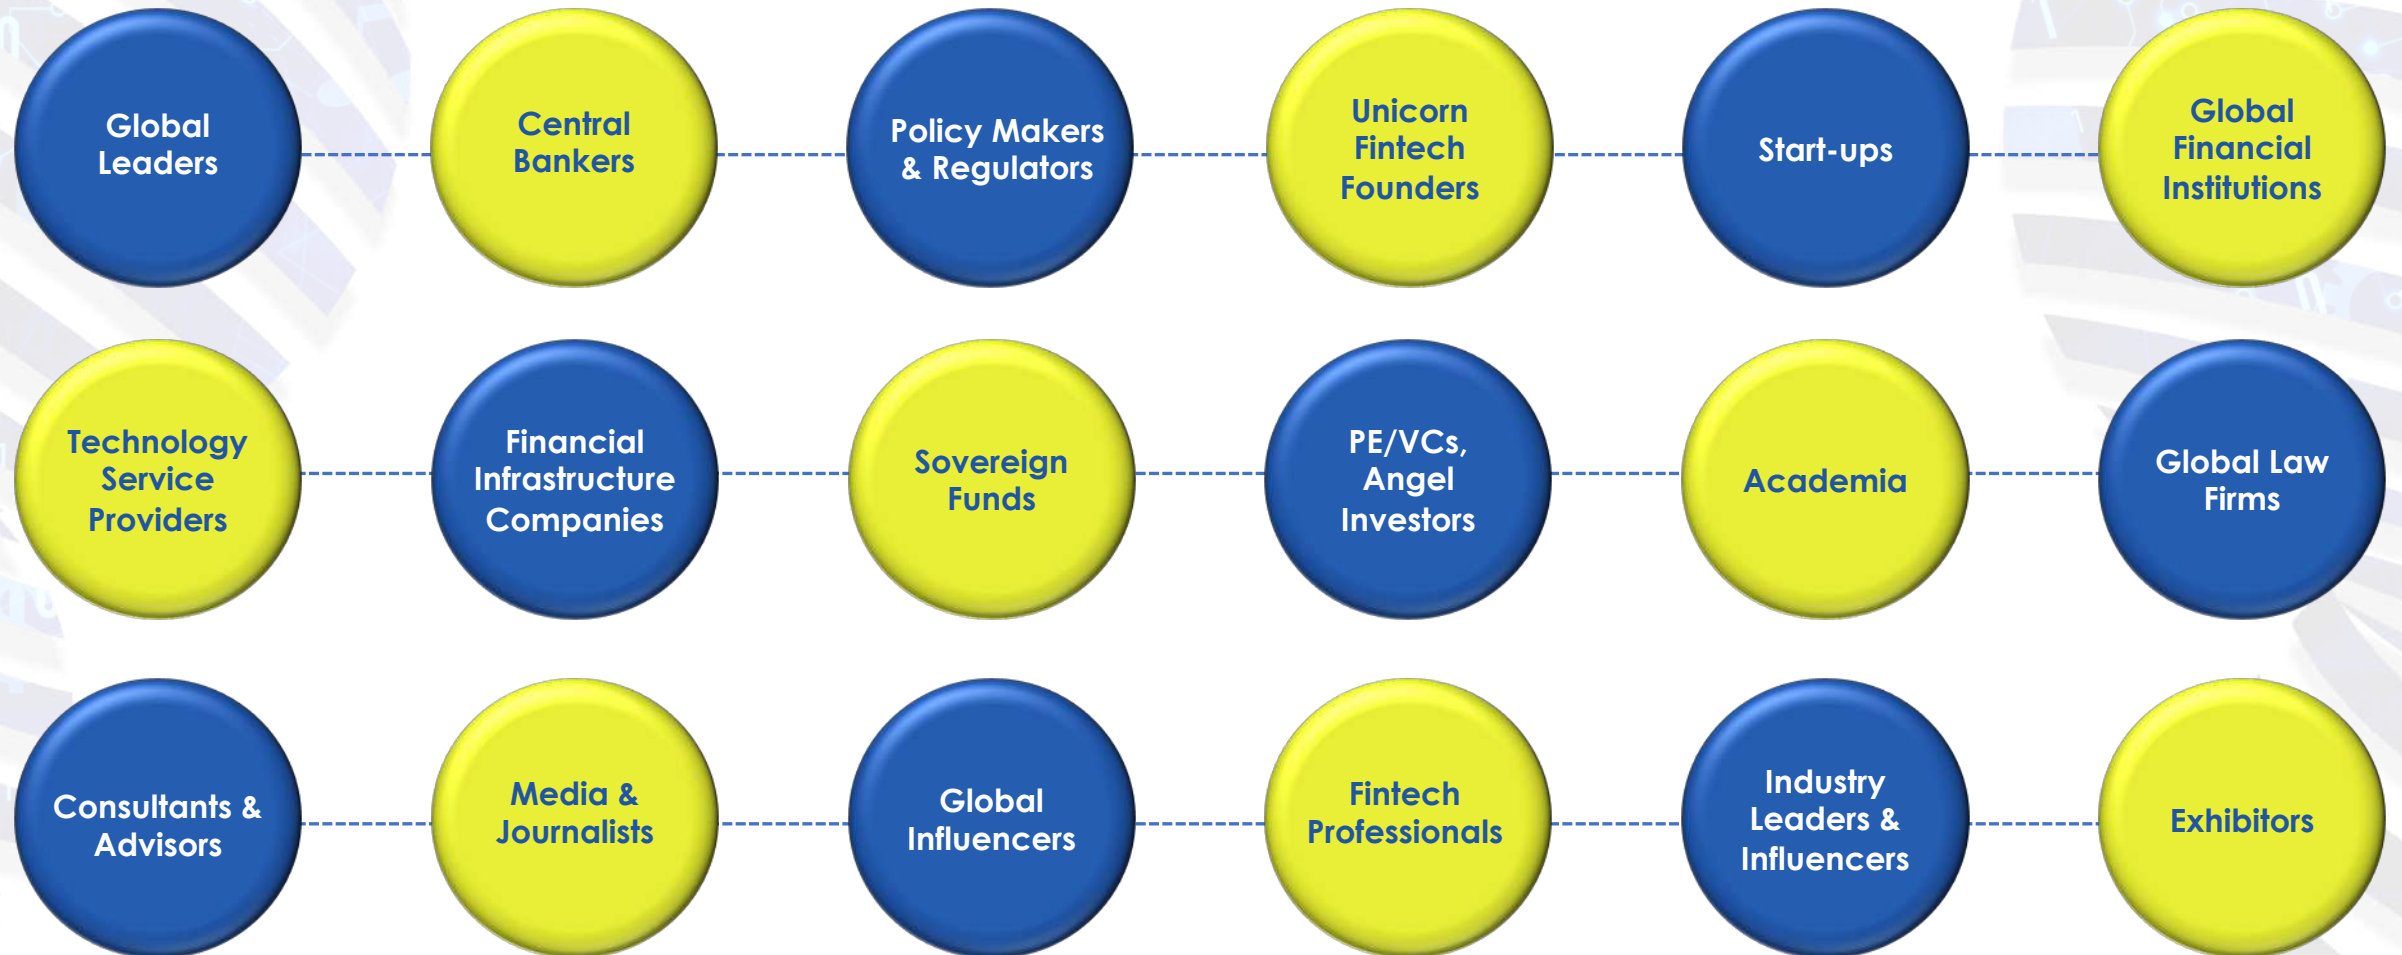 Global
Leaders
Central
Bankers
Policy Makers
& Regulators
Unicorn
Fintech
Founders
Start-ups
Global
Financial
Institutions
Technology
Service
Providers
Financial
Infrastructure
Companies
Sovereign
Funds
PE/VCs,
Angel
Investors
Academia
Global Law
Firms
Consultants &
Advisors
Media &
Journalists
Global
Influencers
Fintech
Professionals
Industry
Leaders &
Influencers
Exhibitors